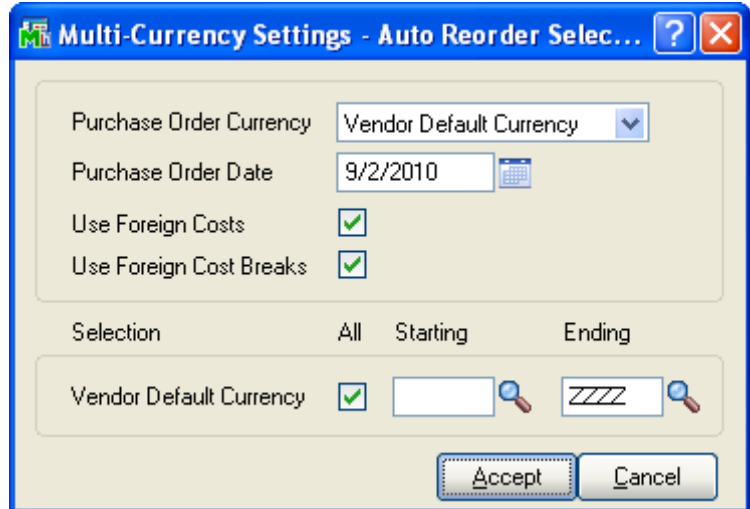 Multi-Currency Settings - Auto Reorder Selec...
Purchase Order Currency Vendor Default Currency
Purchase Order Date 9/2/2010
Use Foreign Costs
Use Foreign Cost Breaks
Selection All Starting Ending
Vendor Default Currency ZZZZ
Accept Cancel